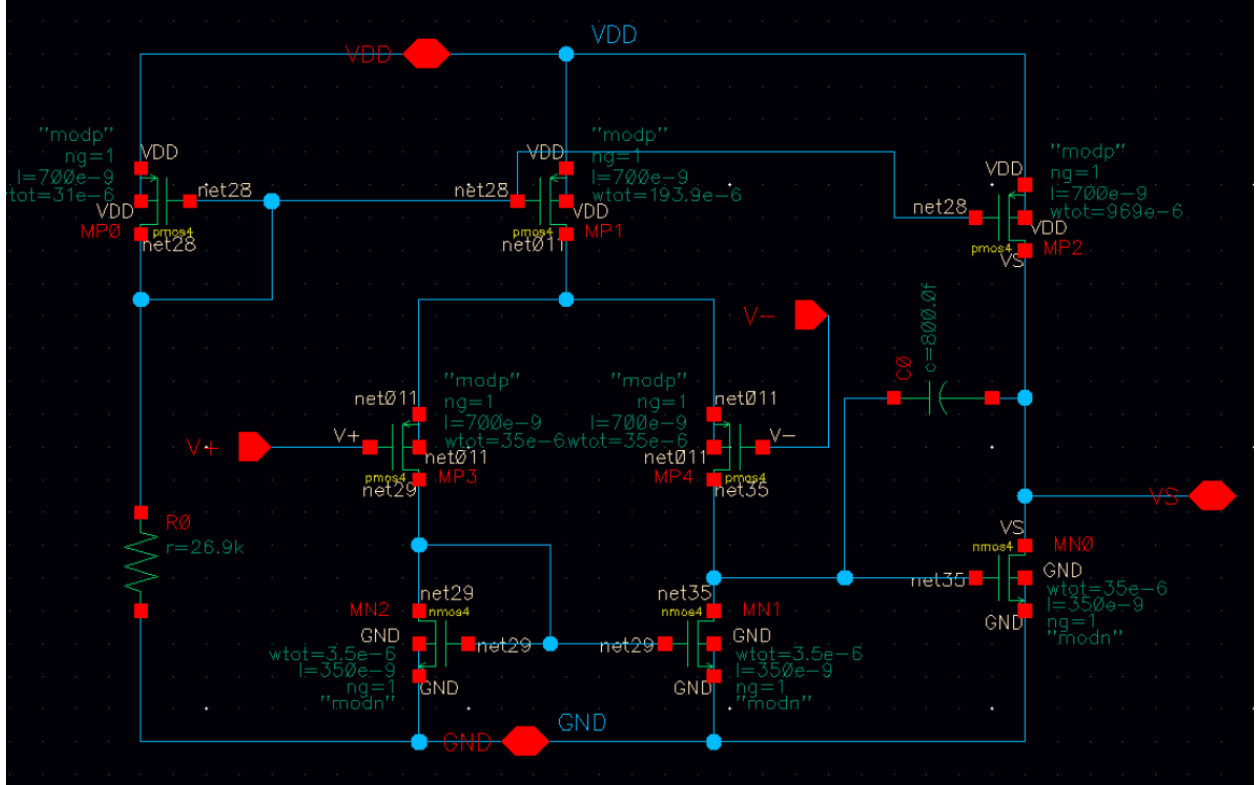 VDD
VDD
"modp"
ng=1
l=700e-9
wtot=31e-6
VDD
VDD
MP0
pmos4
net28
net28
"modp"
ng=1
l=700e-9
wtot=193.9e-6
VDD
net28
VDD
MP1
pmos4
net011
"modp"
ng=1
l=700e-9
wtot=969e-6
VDD
net28
VDD
MP2
pmos4
VS
V-
C0
c=800.0f
"modp"
ng=1
l=700e-9
wtot=35e-6
net011
V+
V+
net011
MP3
pmos4
net29
"modp"
ng=1
l=700e-9
wtot=35e-6
net011
V-
net011
MP4
pmos4
net35
R0
r=26.9k
VS
VS
nmos4
MN0
net35
GND
wtot=35e-6
l=350e-9
ng=1
"modn"
GND
net29
MN2
nmos4
GND
net29
wtot=3.5e-6
l=350e-9
ng=1
"modn"
GND
net35
MN1
nmos4
net29
GND
wtot=3.5e-6
l=350e-9
ng=1
"modn"
GND
GND
GND